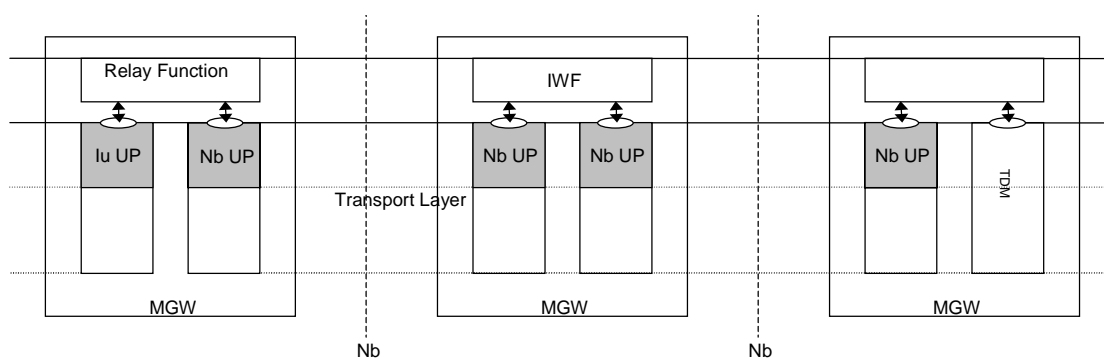 Relay Function
IWF
Iu UP
Nb UP
Nb UP
Nb UP
Nb UP
TDM
Transport Layer
MGW
MGW
MGW
Nb
Nb